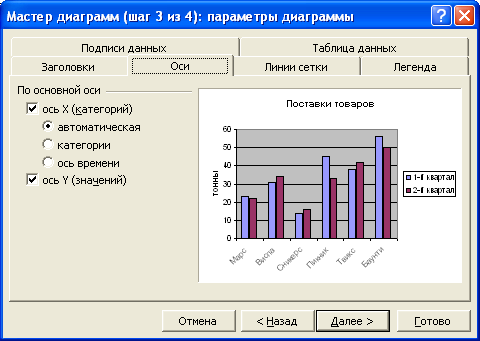 Мастер диаграмм (шаг 3 из 4): параметры диаграммы
Подписи данных
Таблица данных
Заголовки
Оси
Линии сетки
Легенда
По основной оси
ось X (категорий)
автоматическая
категории
ось времени
ось Y (значений)
Поставки товаров
тонны
60
50
40
30
20
10
0
Марс
Виспа
Сникерс
Пикник
Твикс
Баунти
1-й квартал
2-й квартал
Отмена
< Назад
Далее >
Готово